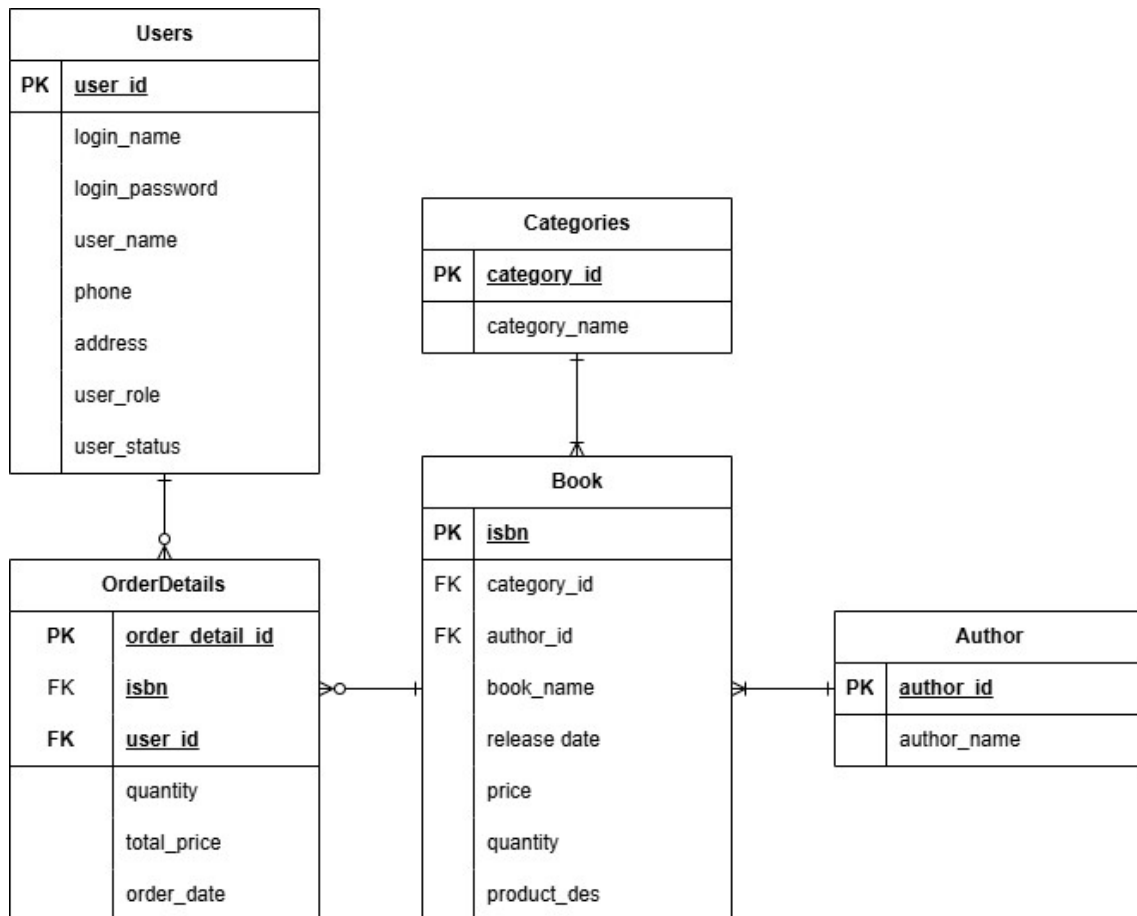 Users
PK user_id
login_name
login_password
user_name
phone
address
user_role
user_status
Categories
PK category_id
category_name
OrderDetails
PK order_detail_id
FK isbn
FK user_id
quantity
total_price
order_date
Book
PK isbn
FK category_id
FK author_id
book_name
release date
price
quantity
product_des
Author
PK author_id
author_name